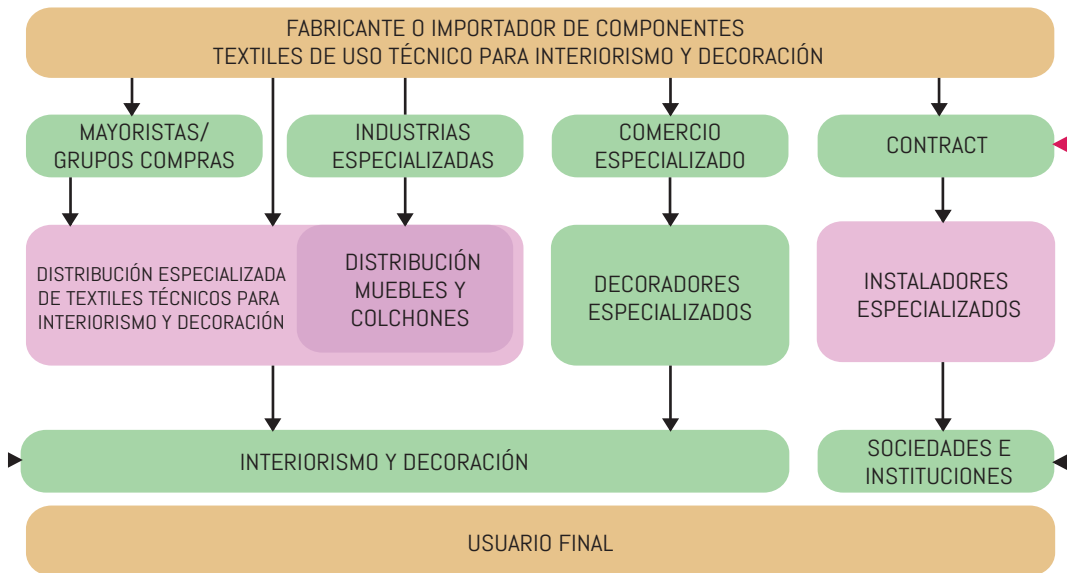 FABRICANTE O IMPORTADOR DE COMPONENTES
TEXTILES DE USO TÉCNICO PARA INTERIORISMO Y DECORACIÓN
MAYORISTAS/
GRUPOS COMPRAS
INDUSTRIAS
ESPECIALIZADAS
COMERCIO
ESPECIALIZADO
CONTRACT
DISTRIBUCIÓN ESPECIALIZADA
DE TEXTILES TÉCNICOS PARA
INTERIORISMO Y DECORACIÓN
DISTRIBUCIÓN
MUEBLES Y
COLCHONES
DECORADORES
ESPECIALIZADOS
INSTALADORES
ESPECIALIZADOS
INTERIORISMO Y DECORACIÓN
SOCIEDADES E
INSTITUCIONES
USUARIO FINAL